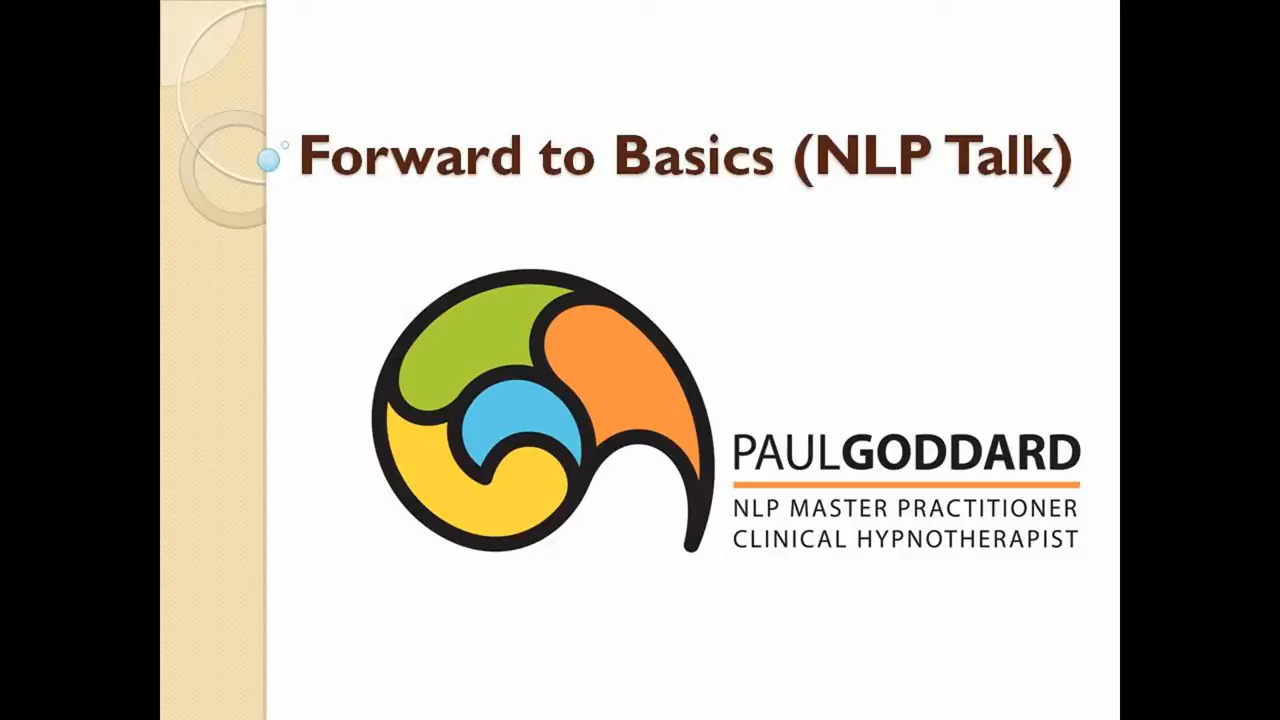 Forward to Basics (NLP Talk)
PAULGODDARD
NLP MASTER PRACTITIONER
CLINICAL HYPNOTHERAPIST